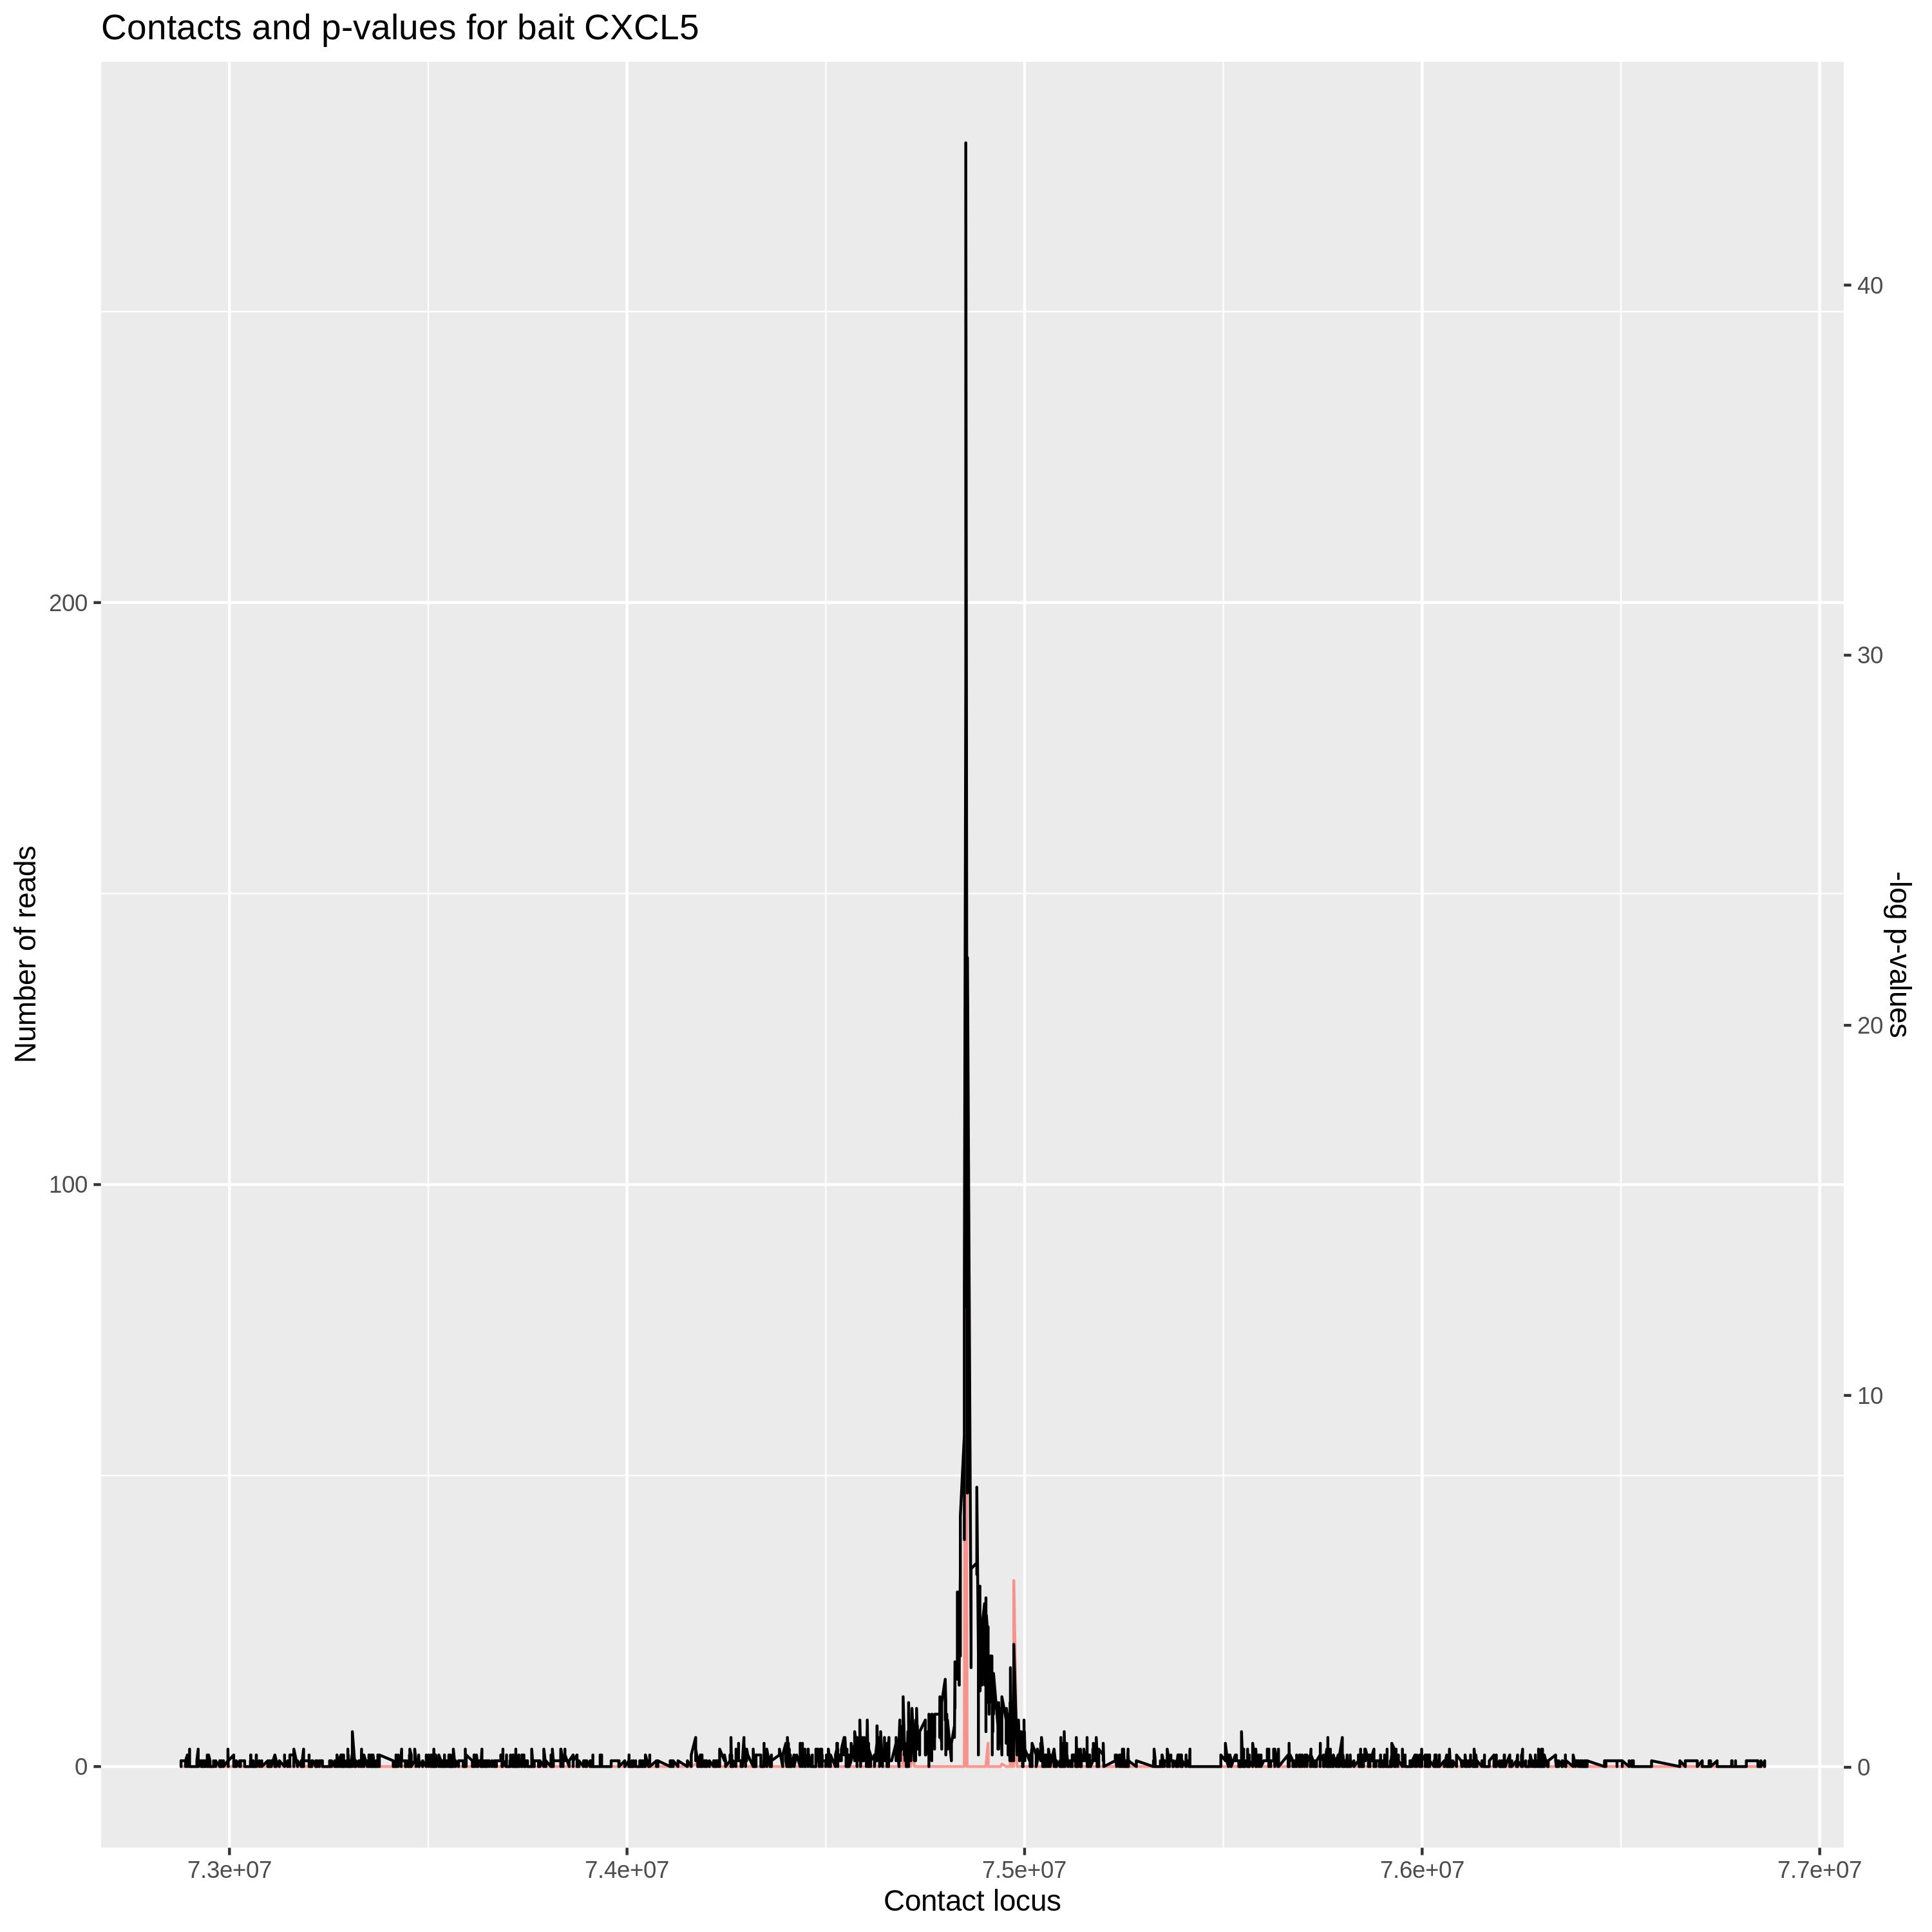 Contacts and p-values for bait CXCL5
Number of reads
200
100
0
40
30
20
10
0
-log p-values
7.3e+07 7.4e+07 7.5e+07 7.6e+07 7.7e+07
Contact locus